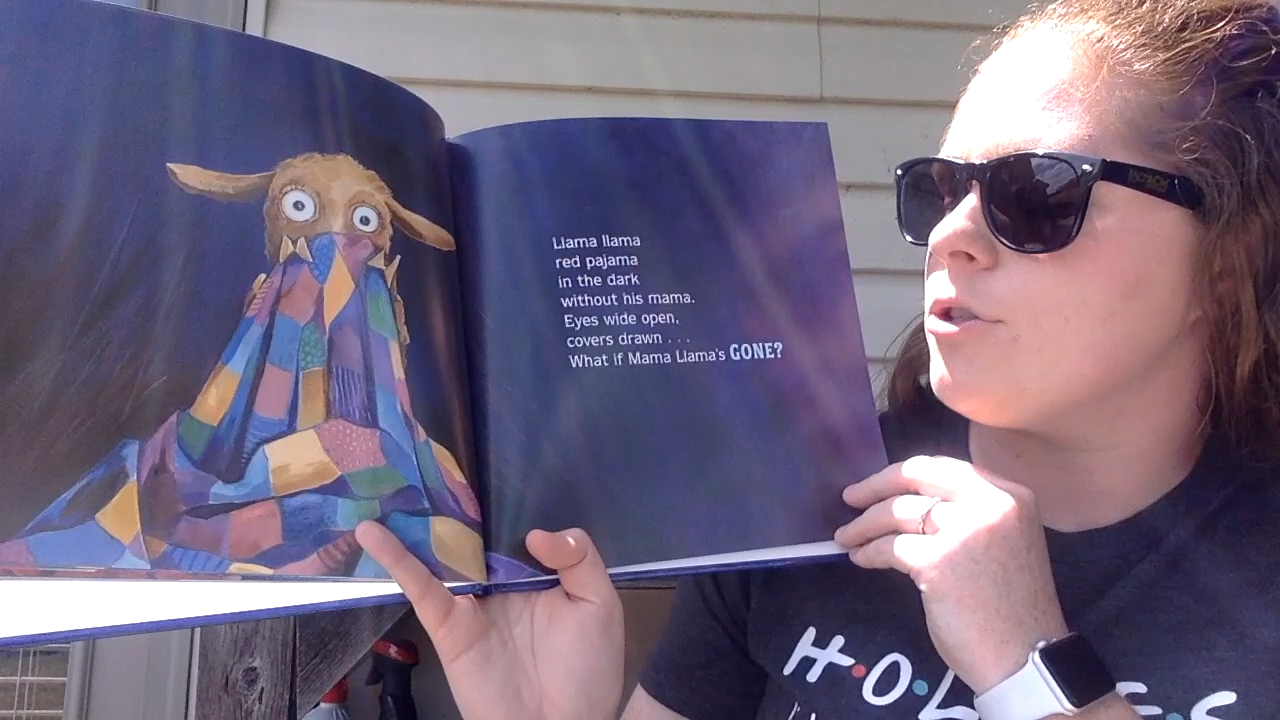 Llama llama
red pajama
in the dark
without his mama.
Eyes wide open,
covers drawn . . .
What if Mama Llama's GONE?